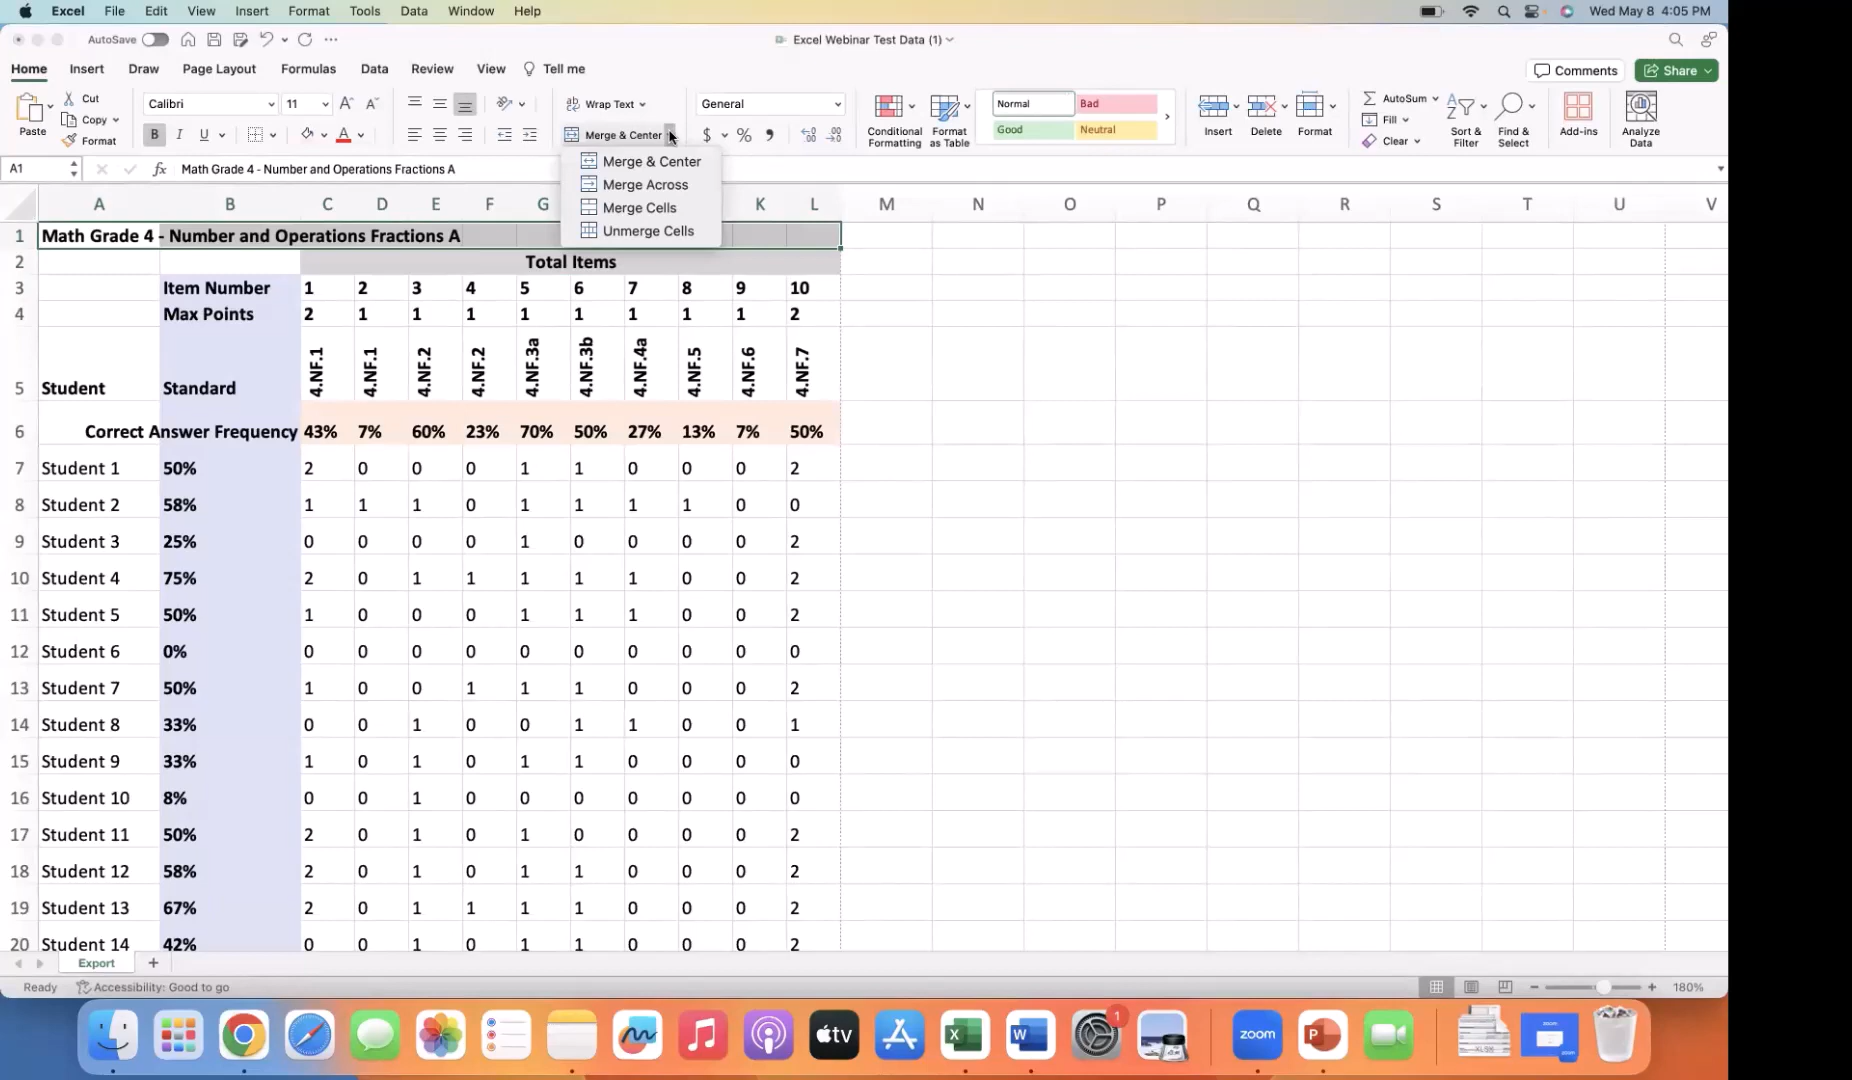 Excel File Edit View Insert Format Tools Data Window Help Wed May 8 4:05 PM
AutoSave Excel Webinar Test Data (1)
Home Insert Draw Page Layout Formulas Data Review View Tell me Comments Share
Paste Cut Copy Format
Calibri 11 A A
B I U A
Wrap Text
Merge & Center
General
$ %
Conditional Formatting
Format as Table
Normal Bad
Good Neutral
Insert Delete Format
AutoSum
Fill
Clear
Sort & Filter
Find & Select
Add-ins
Analyze Data
A1 fx Math Grade 4 - Number and Operations Fractions A
Merge & Center
Merge Across
Merge Cells
Unmerge Cells
A B C D E F G K L M N O P Q R S T U V
1 Math Grade 4 - Number and Operations Fractions A
2 Total Items
3 Item Number 1 2 3 4 5 6 7 8 9 10
4 Max Points 2 1 1 1 1 1 1 1 1 2
5 Student Standard 4.NF.1 4.NF.1 4.NF.2 4.NF.2 4.NF.3a 4.NF.3b 4.NF.4a 4.NF.5 4.NF.6 4.NF.7
6 Correct Answer Frequency 43% 7% 60% 23% 70% 50% 27% 13% 7% 50%
7 Student 1 50% 2 0 0 0 1 1 0 0 0 2
8 Student 2 58% 1 1 1 0 1 1 1 1 0 0
9 Student 3 25% 0 0 0 0 1 0 0 0 0 2
10 Student 4 75% 2 0 1 1 1 1 1 0 0 2
11 Student 5 50% 1 0 0 0 1 1 1 0 0 2
12 Student 6 0% 0 0 0 0 0 0 0 0 0 0
13 Student 7 50% 1 0 0 1 1 1 0 0 0 2
14 Student 8 33% 0 0 1 0 0 1 1 0 0 1
15 Student 9 33% 1 0 1 0 1 1 0 0 0 0
16 Student 10 8% 0 0 1 0 0 0 0 0 0 0
17 Student 11 50% 2 0 1 0 1 0 0 0 0 2
18 Student 12 58% 2 0 1 0 1 1 0 0 0 2
19 Student 13 67% 2 0 1 1 1 1 0 0 0 2
20 Student 14 42% 0 0 1 0 1 1 0 0 0 2
Export
Ready Accessibility: Good to go 180%
tv X W 1 zoom P XLSX zoom